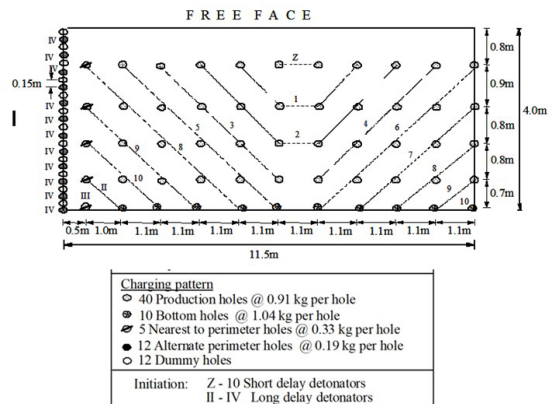 FREE FACE
IV
IV
IV
IV
Z
0.8m
0.15m
0.9m
IV
IV
IV
IV
IV
IV
IV
1
4.0m
I
5
3
4
6
0.8m
2
9
8
7
0.8m
10
8
II
III
9
10
0.7m
0.5m 1.0m 1.1m 1.1m 1.1m 1.1m 1.1m 1.1m 1.1m 1.1m 1.1m
11.5m
Charging pattern
40 Production holes @ 0.91 kg per hole
10 Bottom holes @ 1.04 kg per hole
5 Nearest to perimeter holes @ 0.33 kg per hole
12 Alternate perimeter holes @ 0.19 kg per hole
12 Dummy holes
Initiation: Z - 10 Short delay detonators
II - IV Long delay detonators